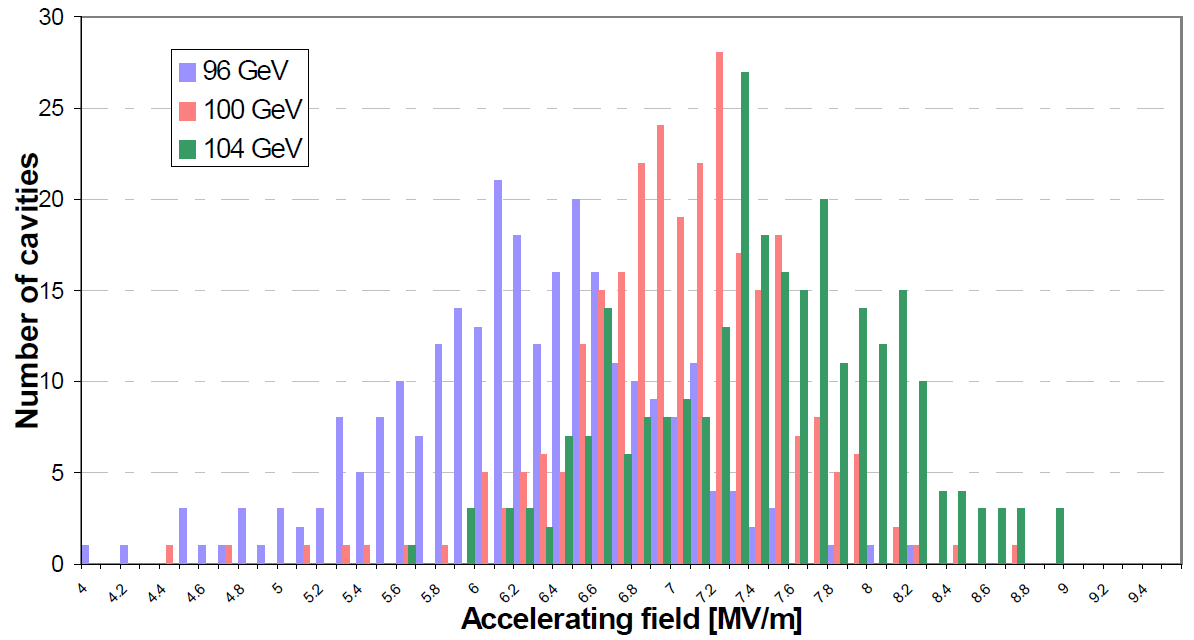 30
25
20
15
10
5
0
96 GeV
100 GeV
104 GeV
Number of cavities
4 4.2 4.4 4.6 4.8 5 5.2 5.4 5.6 5.8 6 6.2 6.4 6.6 6.8 7 7.2 7.4 7.6 7.8 8 8.2 8.4 8.6 8.8 9 9.2 9.4
Accelerating field [MV/m]